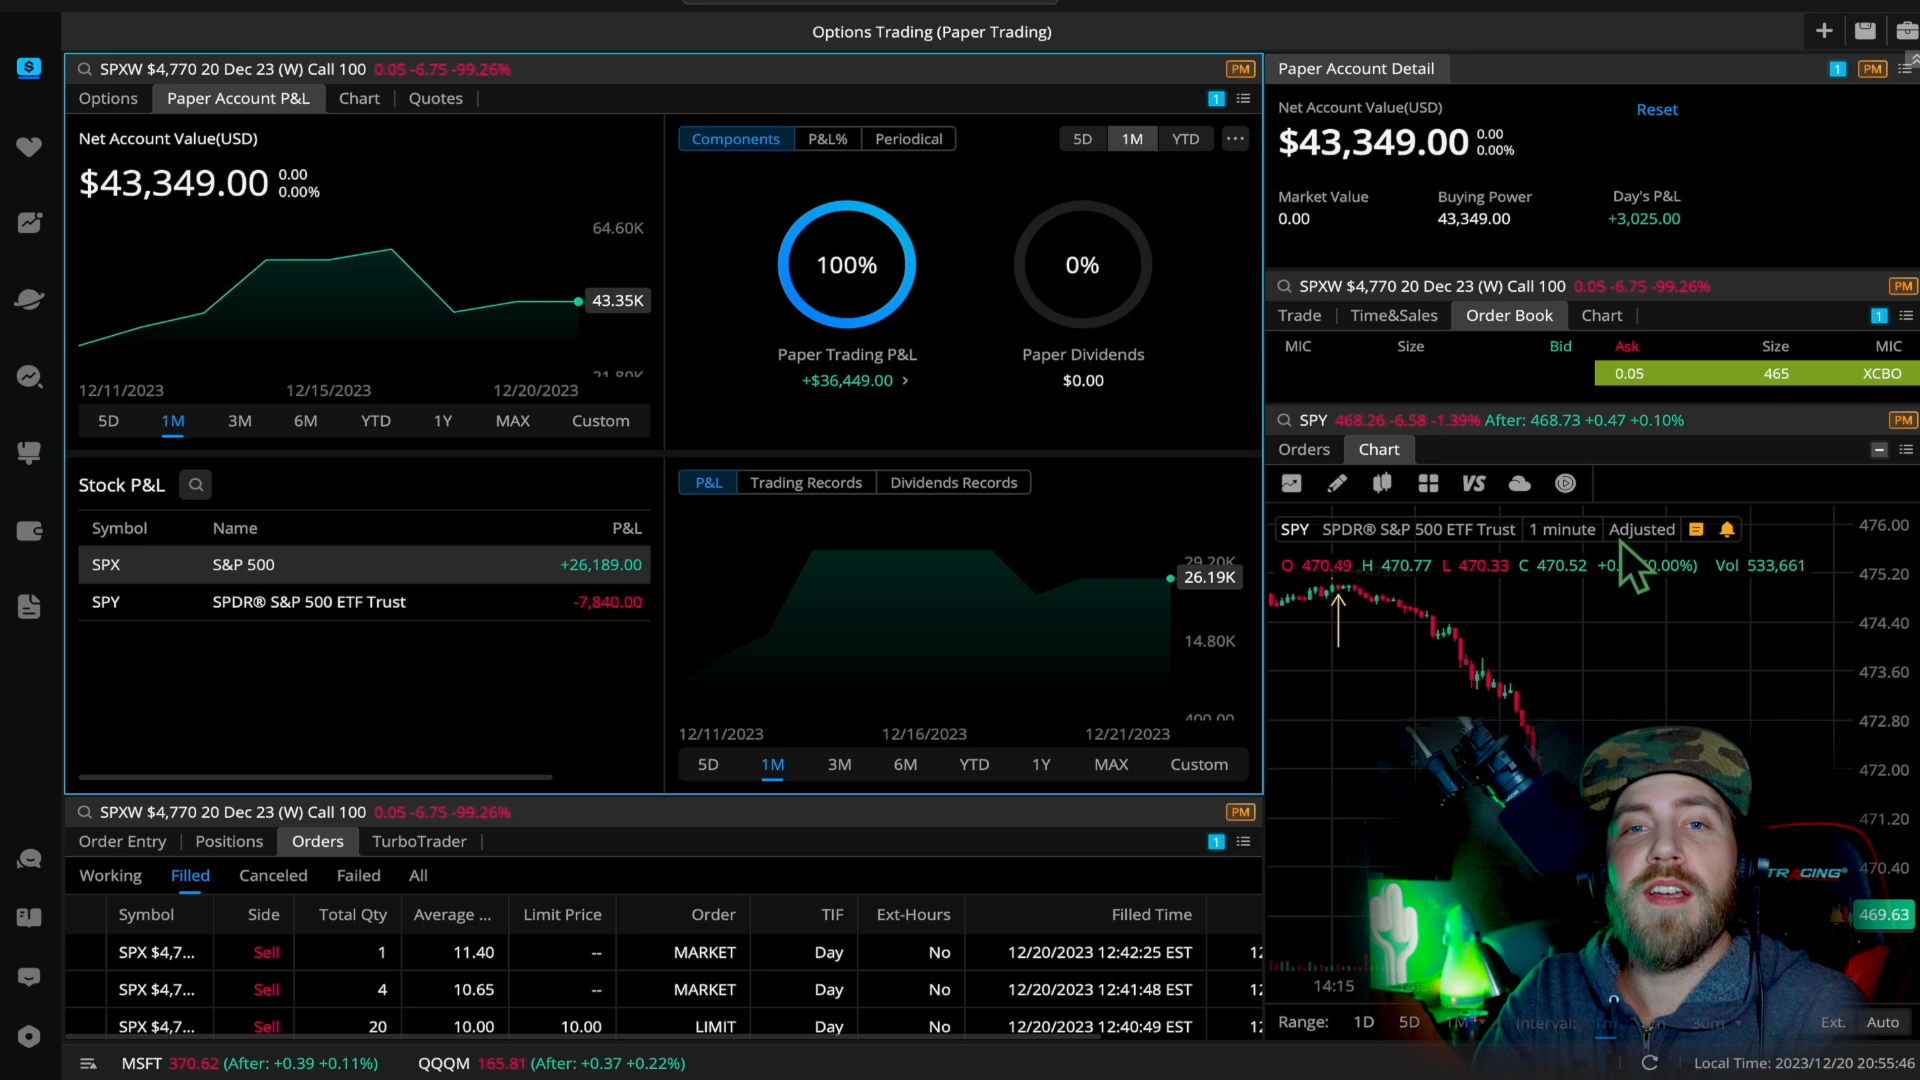 Options Trading (Paper Trading)
SPXW $4,770 20 Dec 23 (W) Call 100 0.05 -6.75 -99.26% PM
Options Paper Account P&L Chart Quotes 1
Net Account Value(USD)
$43,349.00 0.00 0.00%
64.60K
43.35K
21.80K
12/11/2023 12/15/2023 12/20/2023
5D 1M 3M 6M YTD 1Y MAX Custom
Components P&L% Periodical 5D 1M YTD
100% 0%
Paper Trading P&L Paper Dividends
+$36,449.00 $0.00
Stock P&L
Symbol Name P&L
SPX S&P 500 +26,189.00
SPY SPDR® S&P 500 ETF Trust -7,840.00
P&L Trading Records Dividends Records
29.20K
26.19K
14.80K
400.00
12/11/2023 12/16/2023 12/21/2023
5D 1M 3M 6M YTD 1Y MAX Custom
SPXW $4,770 20 Dec 23 (W) Call 100 0.05 -6.75 -99.26% PM
Order Entry Positions Orders TurboTrader 1
Working Filled Canceled Failed All
Symbol Side Total Qty Average ... Limit Price Order TIF Ext-Hours Filled Time
SPX $4,7... Sell 1 11.40 -- MARKET Day No 12/20/2023 12:42:25 EST
SPX $4,7... Sell 4 10.65 -- MARKET Day No 12/20/2023 12:41:48 EST
SPX $4,7... Sell 20 10.00 10.00 LIMIT Day No 12/20/2023 12:40:49 EST
Paper Account Detail 1 PM
Net Account Value(USD) Reset
$43,349.00 0.00 0.00%
Market Value Buying Power Day's P&L
0.00 43,349.00 +3,025.00
SPXW $4,770 20 Dec 23 (W) Call 100 0.05 -6.75 -99.26% PM
Trade Time&Sales Order Book Chart 1
MIC Size Bid Ask Size MIC
0.05 465 XCBO
SPY 468.26 -6.58 -1.39% After: 468.73 +0.47 +0.10% PM
Orders Chart
VS
SPY SPDR® S&P 500 ETF Trust 1 minute Adjusted
O 470.49 H 470.77 L 470.33 C 470.52 Vol 533,661
476.00
475.20
474.40
473.60
472.80
472.00
471.20
470.40
469.63
TRACING®
14:15
Range: 1D 5D 1M Interval: 1m 30m Ext. Auto
MSFT 370.62 (After: +0.39 +0.11%) QQQM 165.81 (After: +0.37 +0.22%) Local Time: 2023/12/20 20:55:46